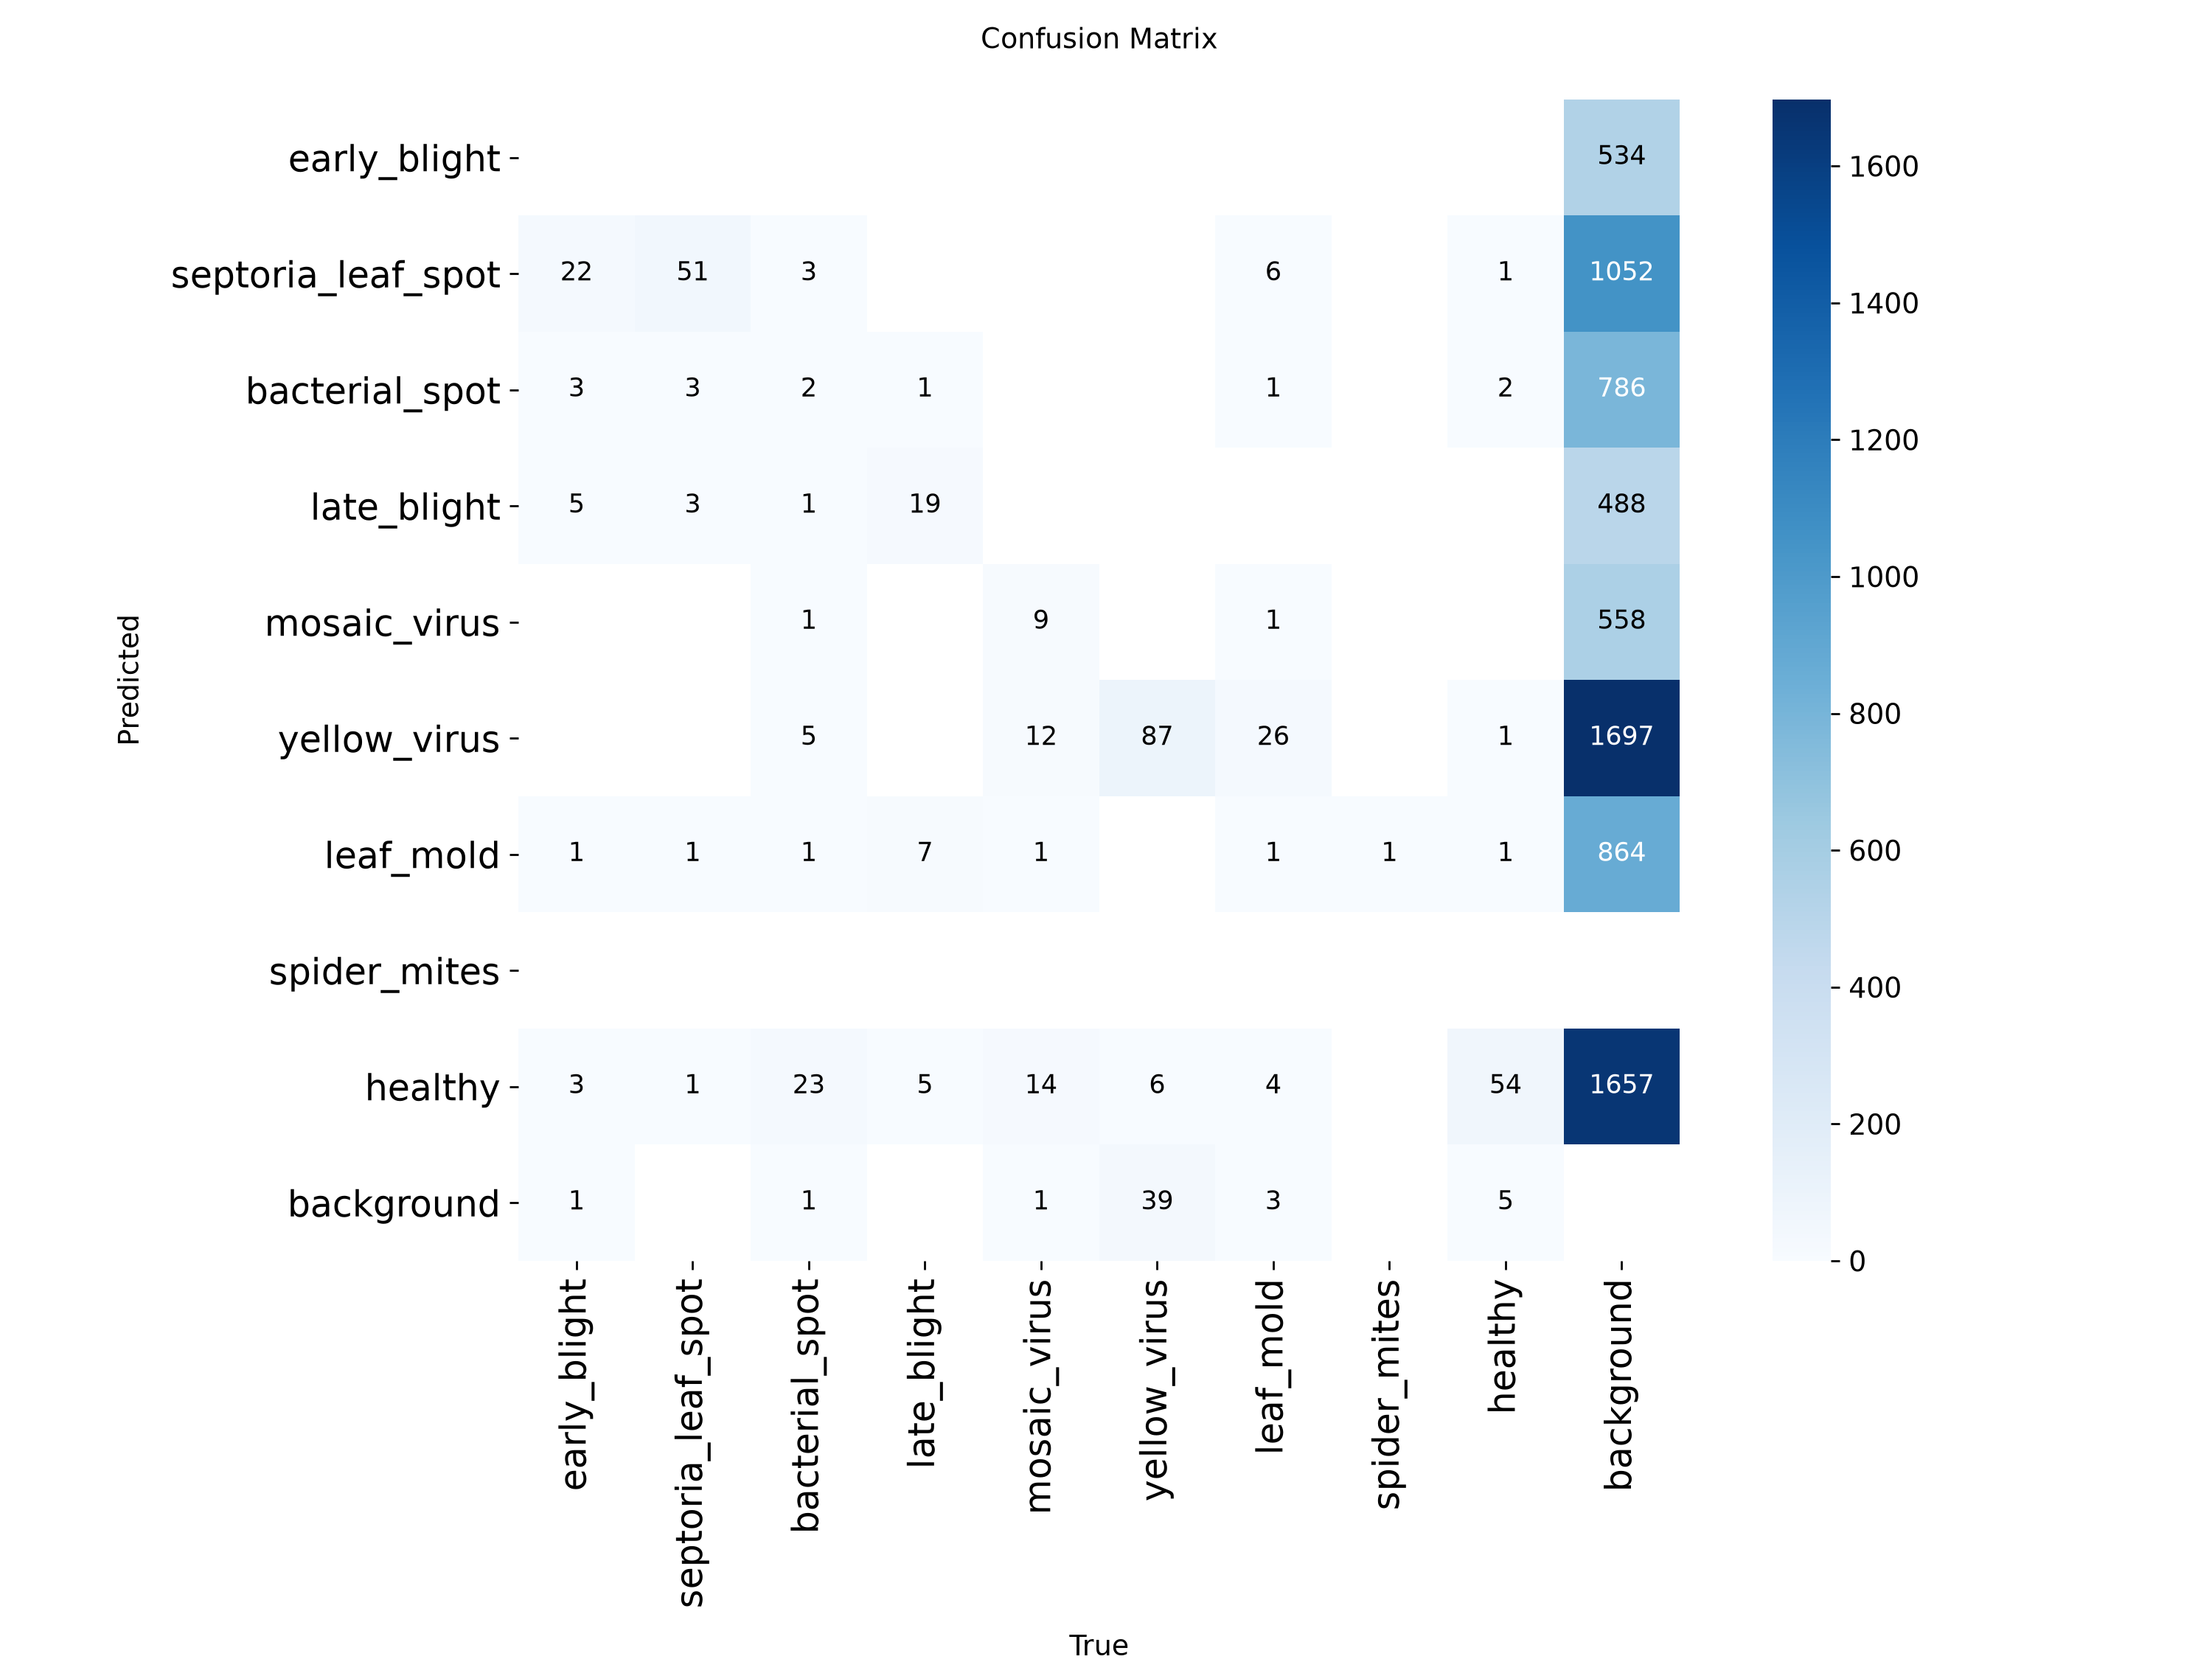 Confusion Matrix
early_blight 534
septoria_leaf_spot 22 51 3 6 1 1052
bacterial_spot 3 3 2 1 1 2 786
late_blight 5 3 1 19 488
mosaic_virus 1 9 1 558
yellow_virus 5 12 87 26 1 1697
leaf_mold 1 1 1 7 1 1 1 1 864
spider_mites
healthy 3 1 23 5 14 6 4 54 1657
background 1 1 1 39 3 5
Predicted
early_blight
septoria_leaf_spot
bacterial_spot
late_blight
mosaic_virus
yellow_virus
leaf_mold
spider_mites
healthy
background
True
1600
1400
1200
1000
800
600
400
200
0